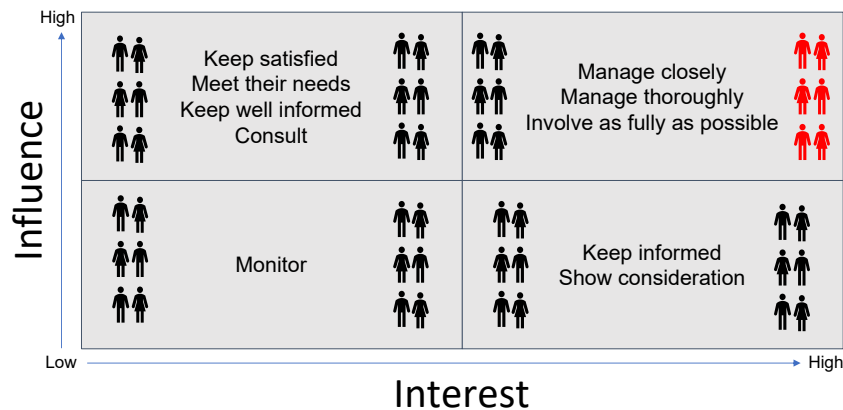 High
Influence
Keep satisfied
Meet their needs
Keep well informed
Consult
Manage closely
Manage thoroughly
Involve as fully as possible
Monitor
Keep informed
Show consideration
Low
High
Interest